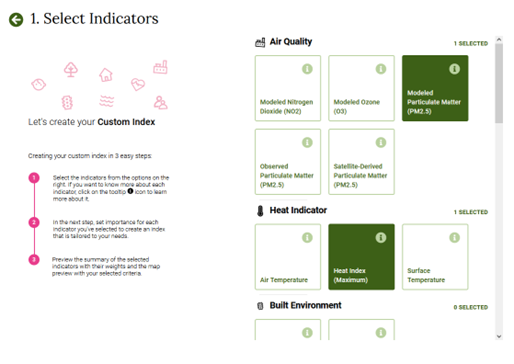 1. Select Indicators
Let's create your Custom Index
Creating your custom index in 3 easy steps:
1
Select the indicators from the options on
the right. If you want to know more about each
indicator, click on the tooltip i icon to learn
more about it.
2
In the next step, set importance for each
indicator you've selected to create an index
that is tailored to your needs.
3
Preview the summary of the selected
indicators with their weights and the map
preview with your selected criteria.
Air Quality
1 SELECTED
Modeled Nitrogen
Dioxide (NO2)
Modeled Ozone
(O3)
Modeled
Particulate Matter
(PM2.5)
Observed
Particulate Matter
(PM2.5)
Satellite-Derived
Particulate Matter
(PM2.5)
Heat Indicator
1 SELECTED
Air Temperature
Heat Index
(Maximum)
Surface
Temperature
Built Environment
0 SELECTED